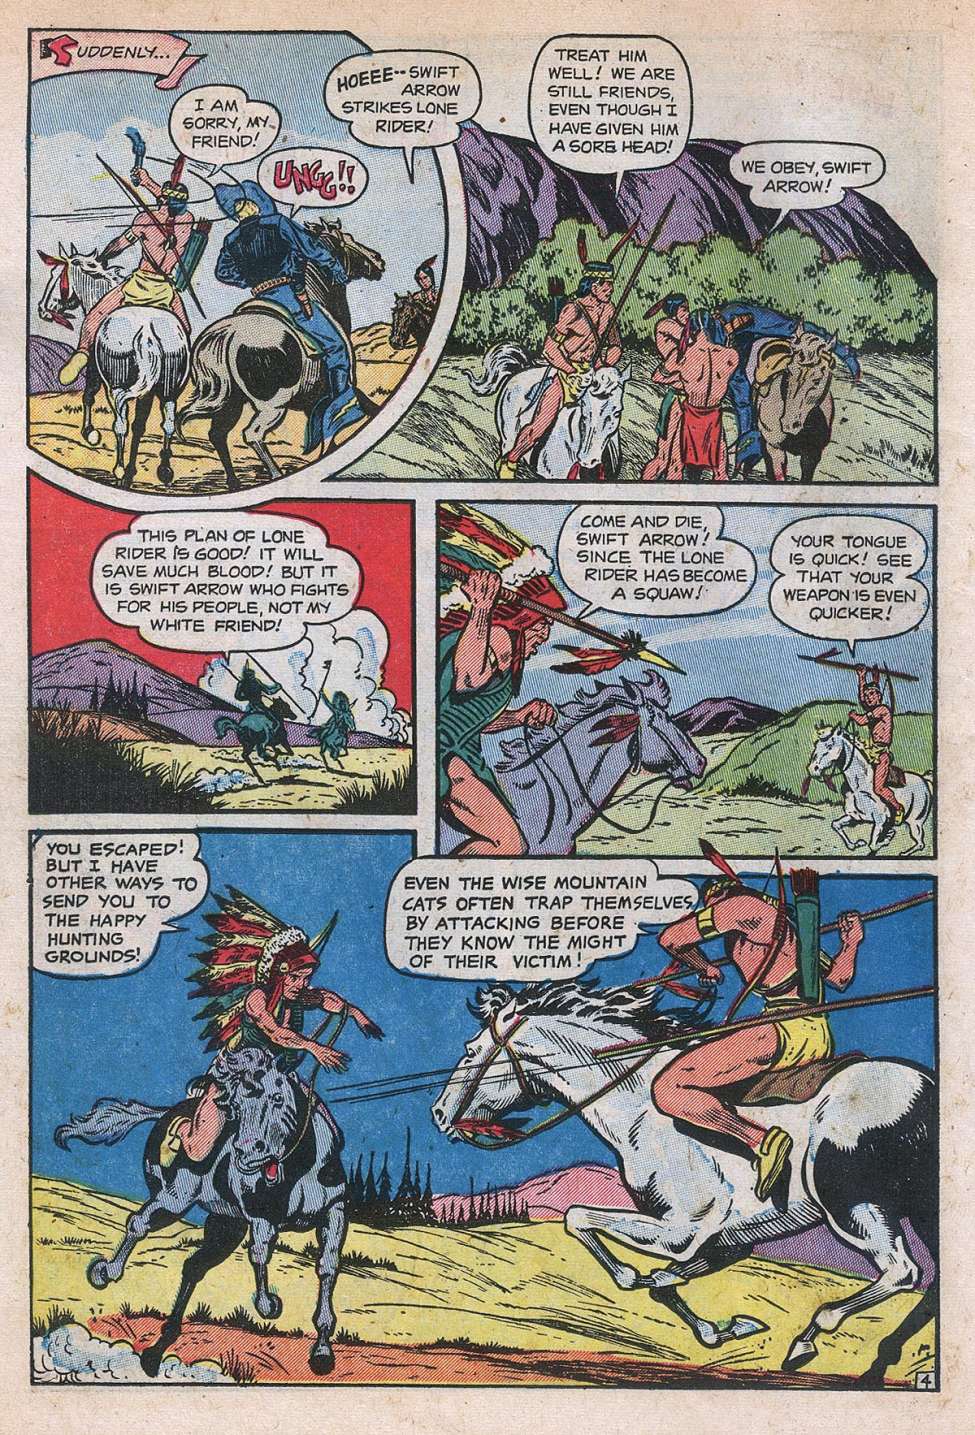 SUDDENLY...
I AM
SORRY, MY
FRIEND!
UNGG!!
HOEEE--SWIFT
ARROW
STRIKES LONE
RIDER!
TREAT HIM
WELL! WE ARE
STILL FRIENDS,
EVEN THOUGH I
HAVE GIVEN HIM
A SORE HEAD!
WE OBEY, SWIFT
ARROW!
THIS PLAN OF LONE
RIDER IS GOOD! IT WILL
SAVE MUCH BLOOD! BUT IT
IS SWIFT ARROW WHO FIGHTS
FOR HIS PEOPLE, NOT MY
WHITE FRIEND!
COME AND DIE,
SWIFT ARROW!
SINCE THE LONE
RIDER HAS BECOME
A SQUAW!
YOUR TONGUE
IS QUICK! SEE
THAT YOUR
WEAPON IS EVEN
QUICKER!
YOU ESCAPED!
BUT I HAVE
OTHER WAYS TO
SEND YOU TO
THE HAPPY
HUNTING
GROUNDS!
EVEN THE WISE MOUNTAIN
CATS OFTEN TRAP THEMSELVES
BY ATTACKING BEFORE
THEY KNOW THE MIGHT
OF THEIR VICTIM!
4